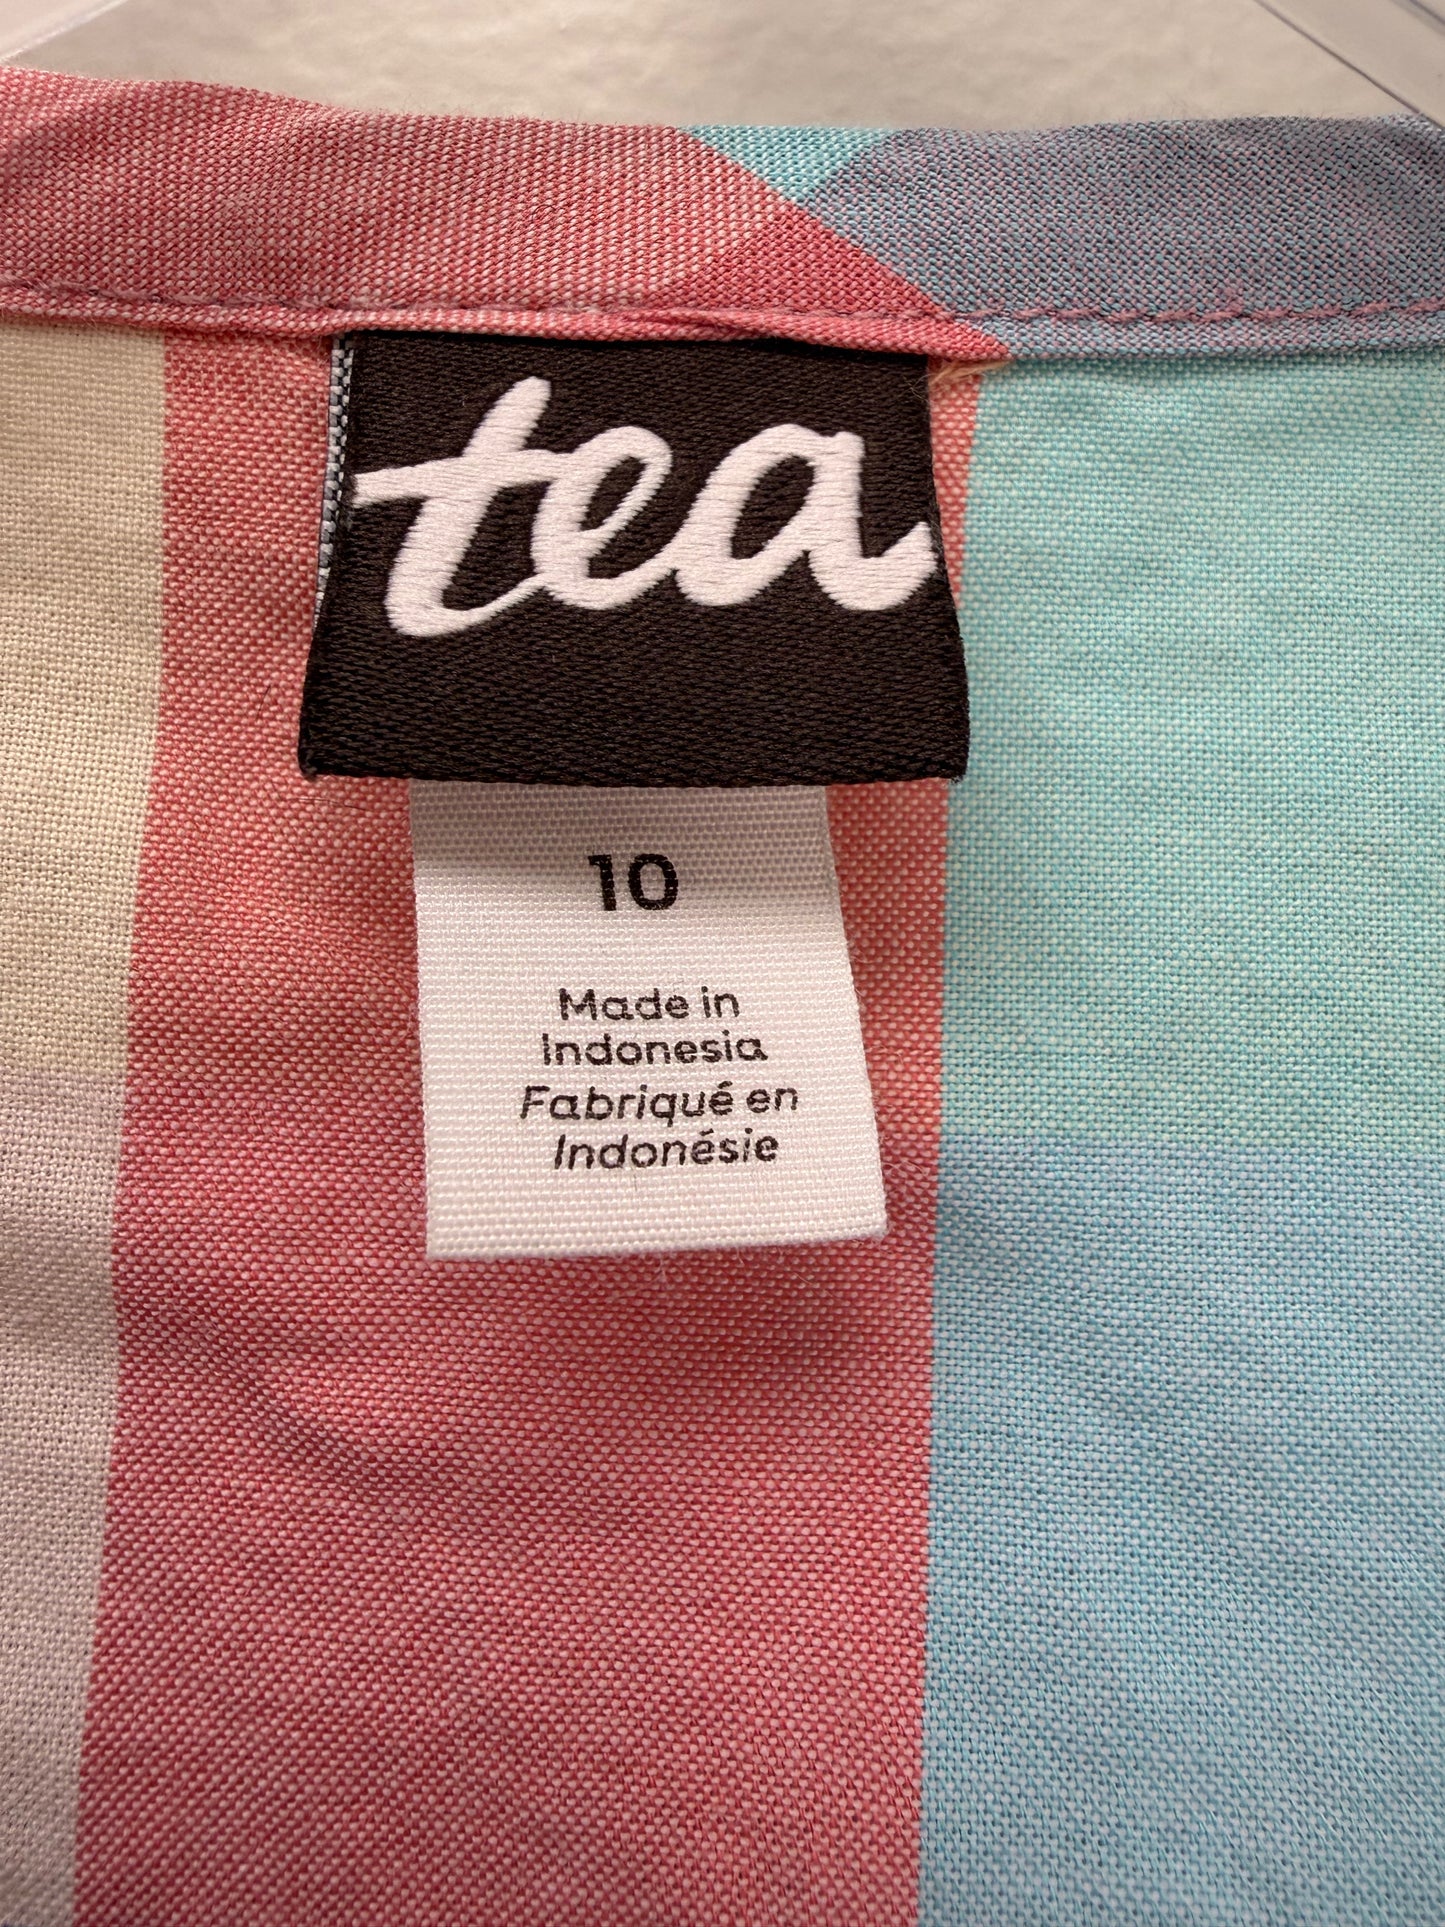 tea
10
Made in
Indonesia
Fabriqué en
Indonésie